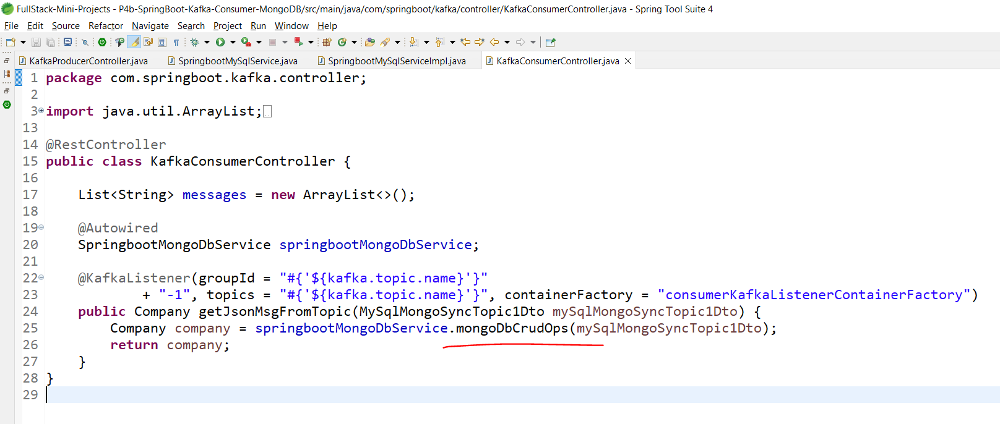 FullStack-Mini-Projects - P4b-SpringBoot-Kafka-Consumer-MongoDB/src/main/java/com/springboot/kafka/controller/KafkaConsumerController.java - Spring Tool Suite 4
File Edit Source Refactor Navigate Search Project Run Window Help
KafkaProducerController.java SpringbootMySqlService.java SpringbootMySqlServiceImpl.java KafkaConsumerController.java
1 package com.springboot.kafka.controller;
2
3 import java.util.ArrayList;
13
14 @RestController
15 public class KafkaConsumerController {
16
17 List<String> messages = new ArrayList<>();
18
19 @Autowired
20 SpringbootMongoDbService springbootMongoDbService;
21
22 @KafkaListener(groupId = "#{'${kafka.topic.name}'}"
23 + "-1", topics = "#{'${kafka.topic.name}'}", containerFactory = "consumerKafkaListenerContainerFactory")
24 public Company getJsonMsgFromTopic(MySqlMongoSyncTopic1Dto mySqlMongoSyncTopic1Dto) {
25 Company company = springbootMongoDbService.mongoDbCrudOps(mySqlMongoSyncTopic1Dto);
26 return company;
27 }
28 }
29